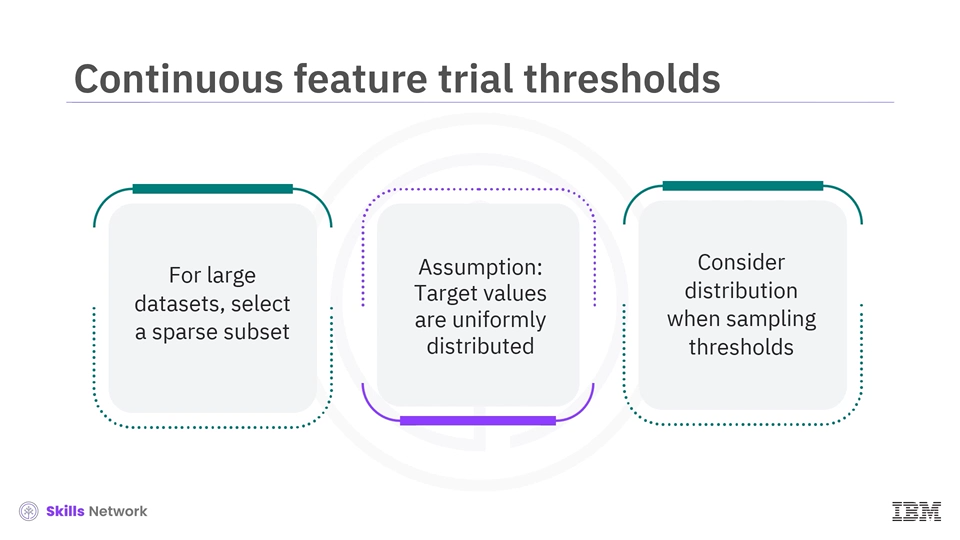 Continuous feature trial thresholds
For large
datasets, select
a sparse subset
Assumption:
Target values
are uniformly
distributed
Consider
distribution
when sampling
thresholds
Skills Network
IBM